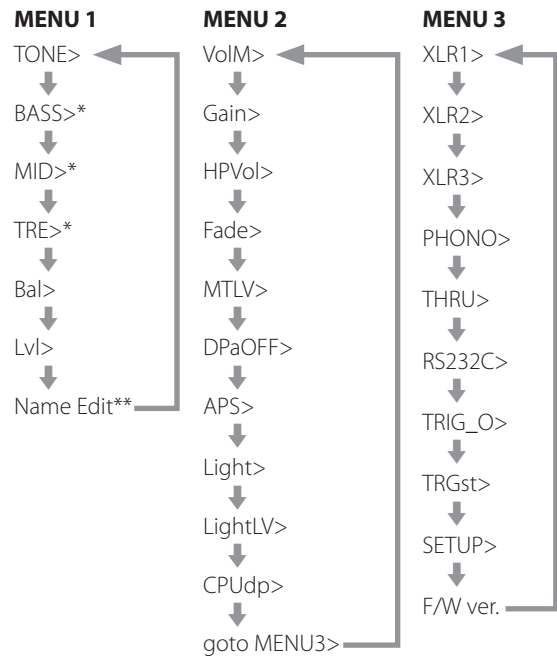 MENU 1
TONE>
BASS>*
MID>*
TRE>*
Bal>
Lvl>
Name Edit**
MENU 2
VolM>
Gain>
HPVol>
Fade>
MTLV>
DPaOFF>
APS>
Light>
LightLV>
CPUdp>
goto MENU3>
MENU 3
XLR1>
XLR2>
XLR3>
PHONO>
THRU>
RS232C>
TRIG_O>
TRGst>
SETUP>
F/W ver.